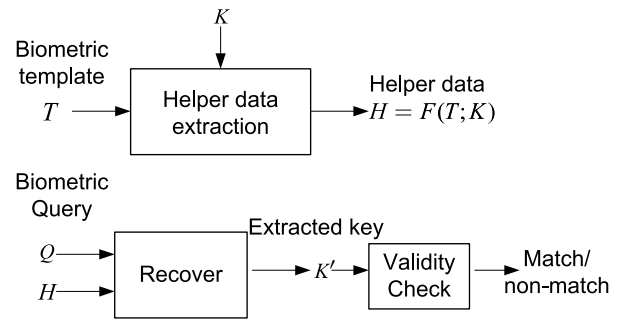 K
Biometric
template
T
Helper data
extraction
Helper data
H = F(T;K)
Biometric
Query
Q
H
Recover
Extracted key
K′
Validity
Check
Match/
non-match